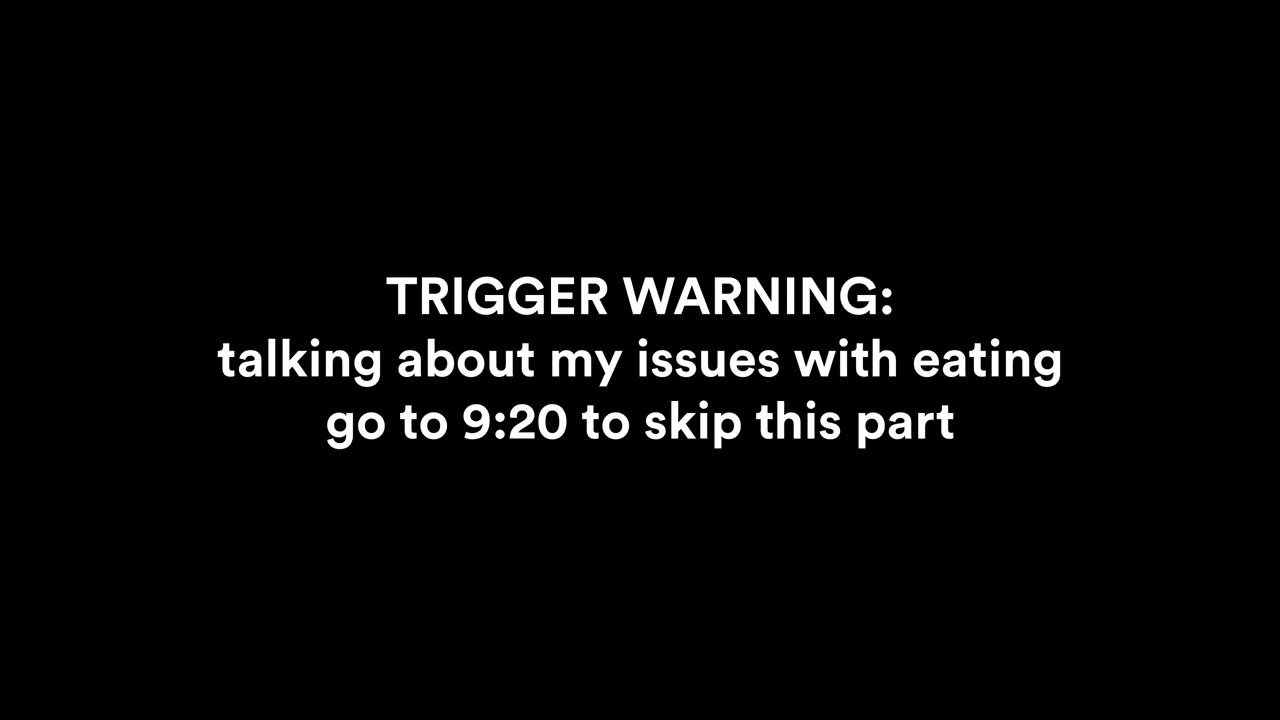 TRIGGER WARNING:
talking about my issues with eating
go to 9:20 to skip this part